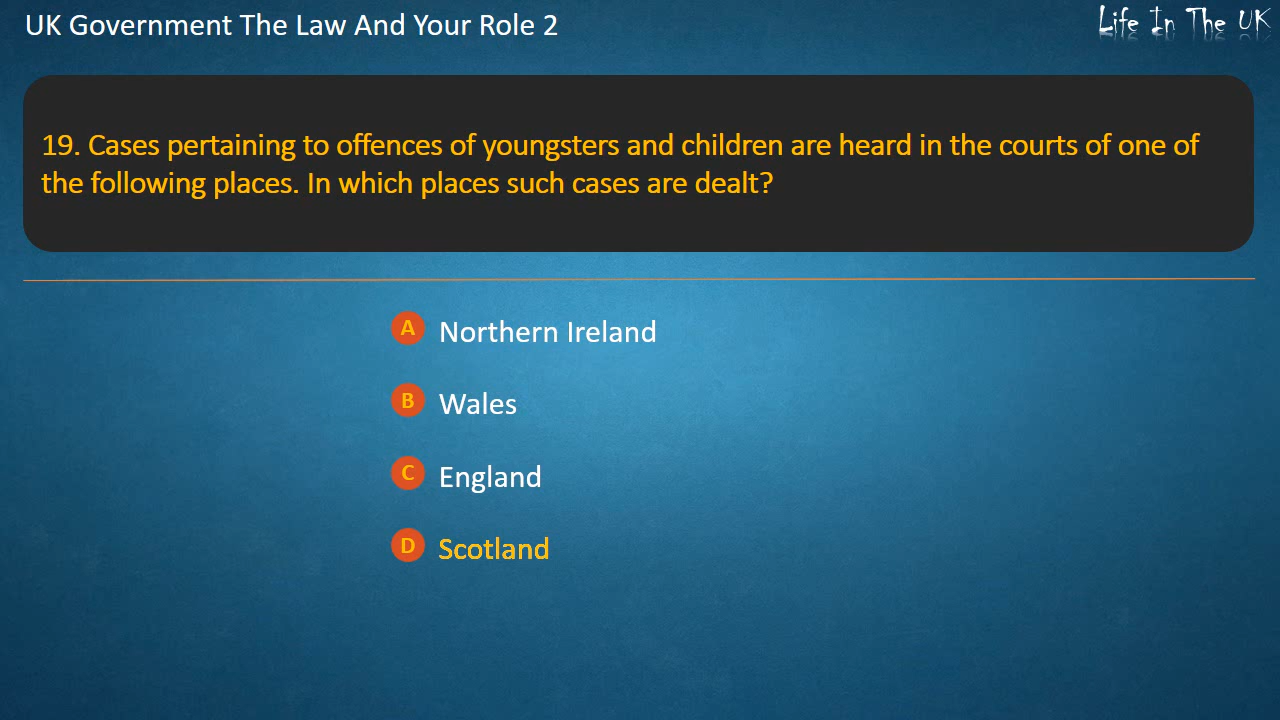 UK Government The Law And Your Role 2
Life In The UK
19. Cases pertaining to offences of youngsters and children are heard in the courts of one of
the following places. In which places such cases are dealt?
A Northern Ireland
B Wales
C England
D Scotland